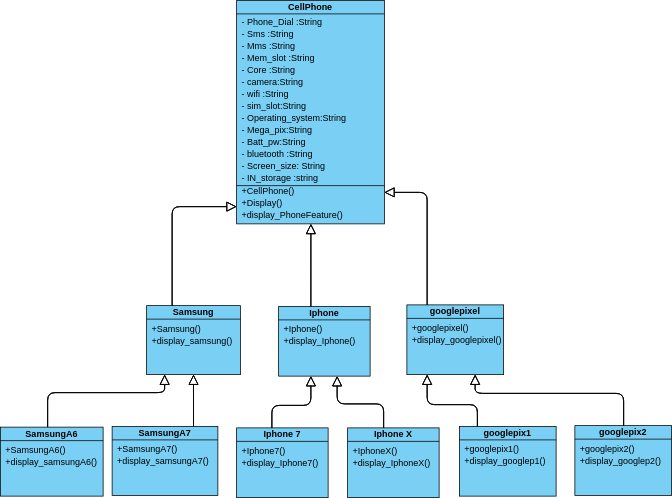 CellPhone
- Phone_Dial :String
- Sms :String
- Mms :String
- Mem_slot :String
- Core :String
- camera:String
- wifi :String
- sim_slot:String
- Operating_system:String
- Mega_pix:String
- Batt_pw:String
- bluetooth :String
- Screen_size: String
- IN_storage :string
+CellPhone()
+Display()
+display_PhoneFeature()
Samsung
+Samsung()
+display_samsung()
Iphone
+Iphone()
+display_Iphone()
googlepixel
+googlepixel()
+display_googlepixel()
SamsungA6
+SamsungA6()
+display_samsungA6()
SamsungA7
+SamsungA7()
+display_samsungA7()
Iphone 7
+Iphone7()
+display_Iphone7()
Iphone X
+IphoneX()
+display_IphoneX()
googlepix1
+googlepix1()
+display_googlep1()
googlepix2
+googlepix2()
+display_googlep2()